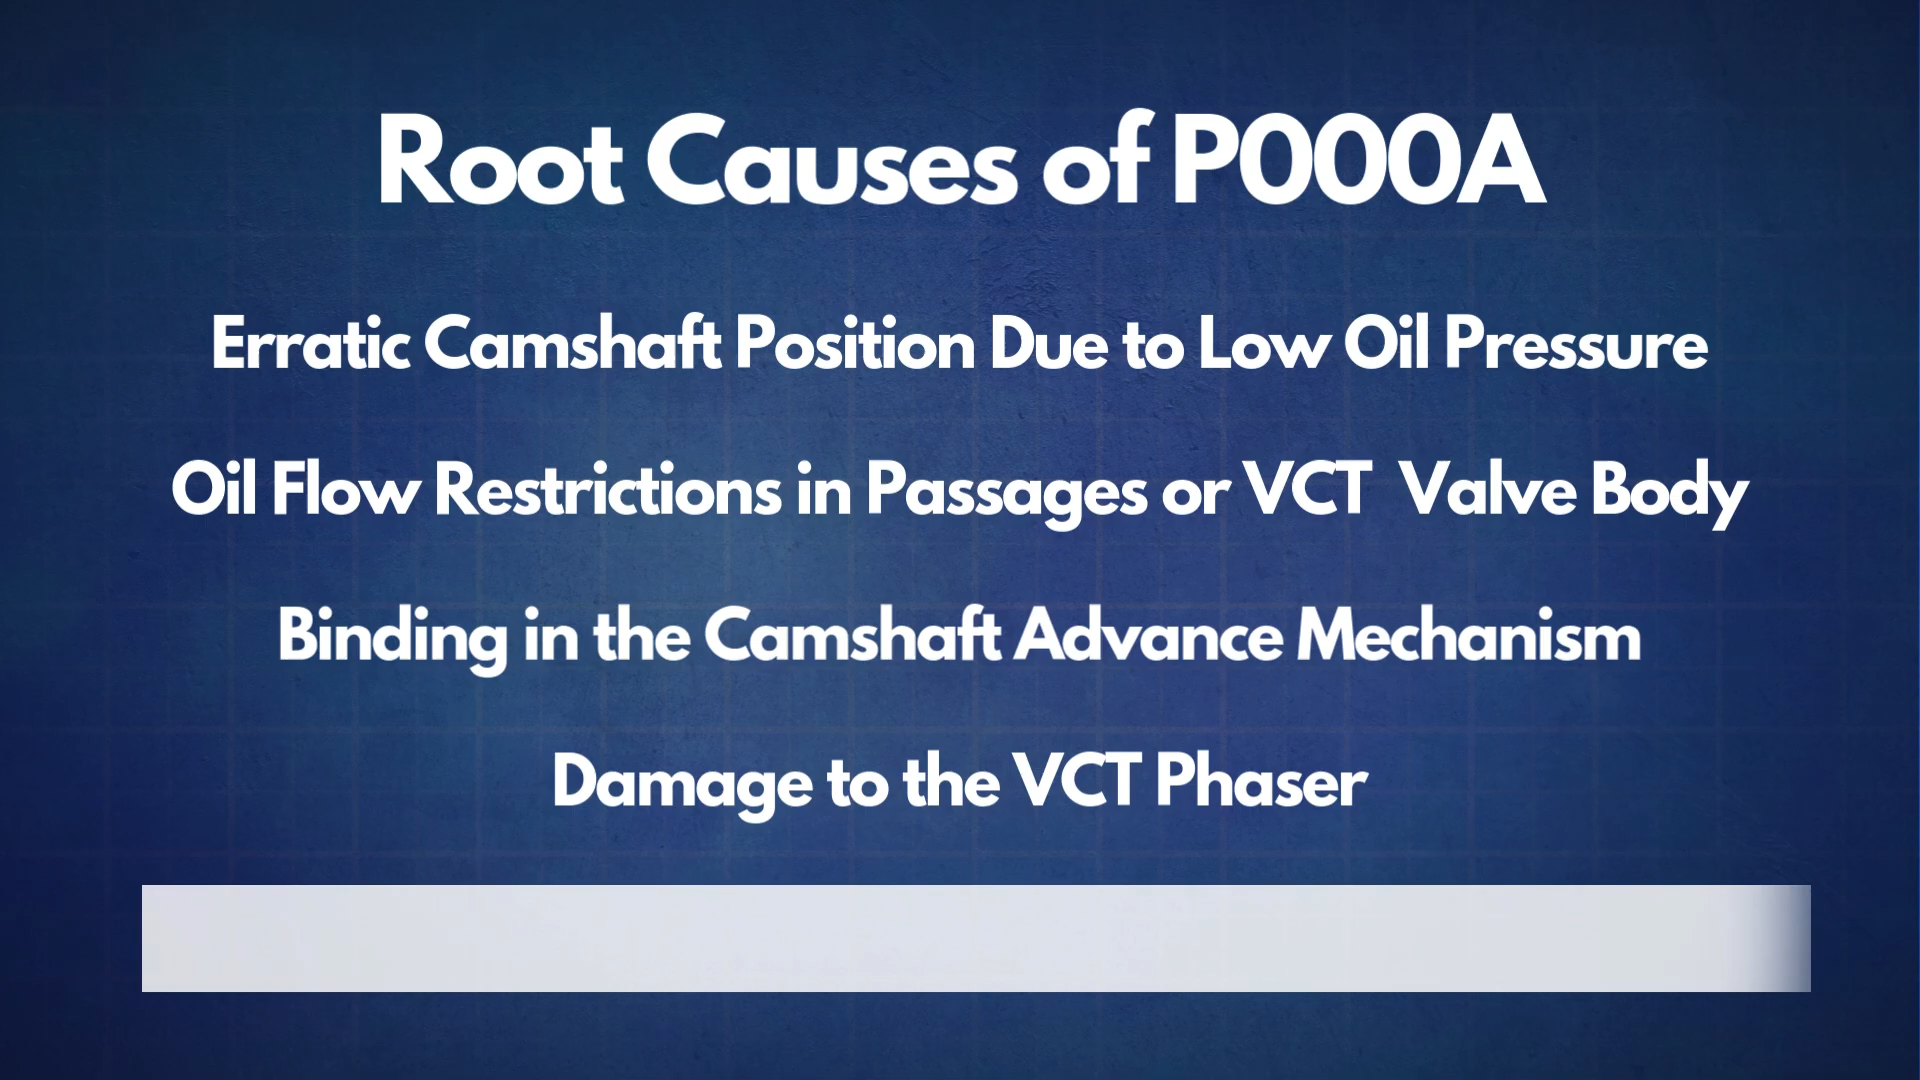 Root Causes of P000A
Erratic Camshaft Position Due to Low Oil Pressure
Oil Flow Restrictions in Passages or VCT Valve Body
Binding in the Camshaft Advance Mechanism
Damage to the VCT Phaser